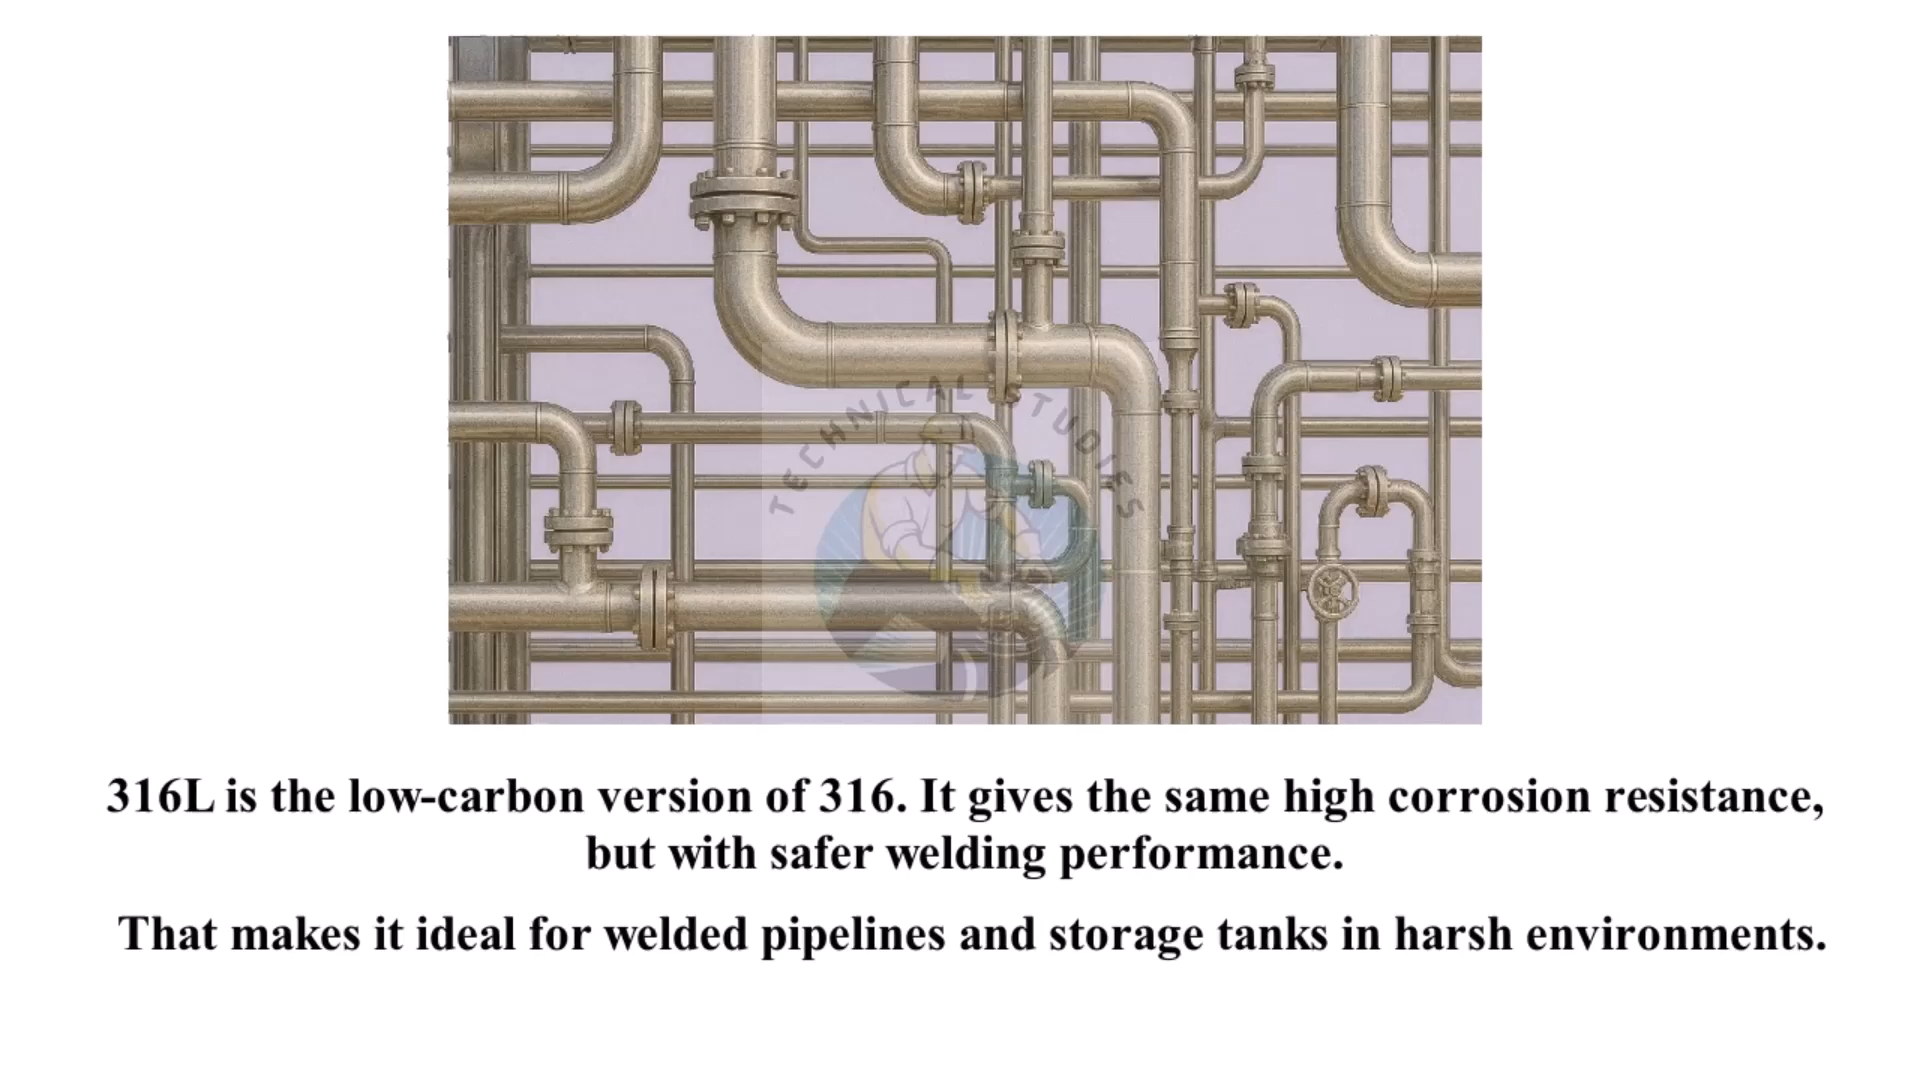 TECHNICAL STUDIES
316L is the low-carbon version of 316. It gives the same high corrosion resistance,
but with safer welding performance.
That makes it ideal for welded pipelines and storage tanks in harsh environments.